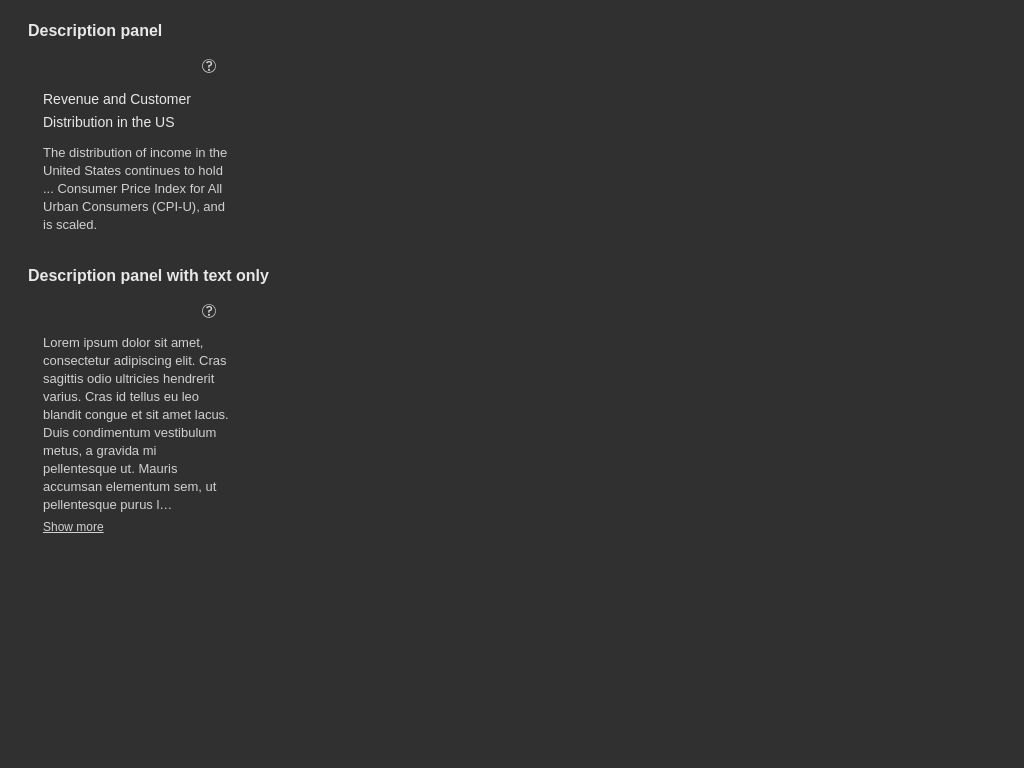 Description panel
Revenue and Customer
Distribution in the US
The distribution of income in the
United States continues to hold
... Consumer Price Index for All
Urban Consumers (CPI-U), and
is scaled.
Description panel with text only
Lorem ipsum dolor sit amet,
consectetur adipiscing elit. Cras
sagittis odio ultricies hendrerit
varius. Cras id tellus eu leo
blandit congue et sit amet lacus.
Duis condimentum vestibulum
metus, a gravida mi
pellentesque ut. Mauris
accumsan elementum sem, ut
pellentesque purus l…
Show more